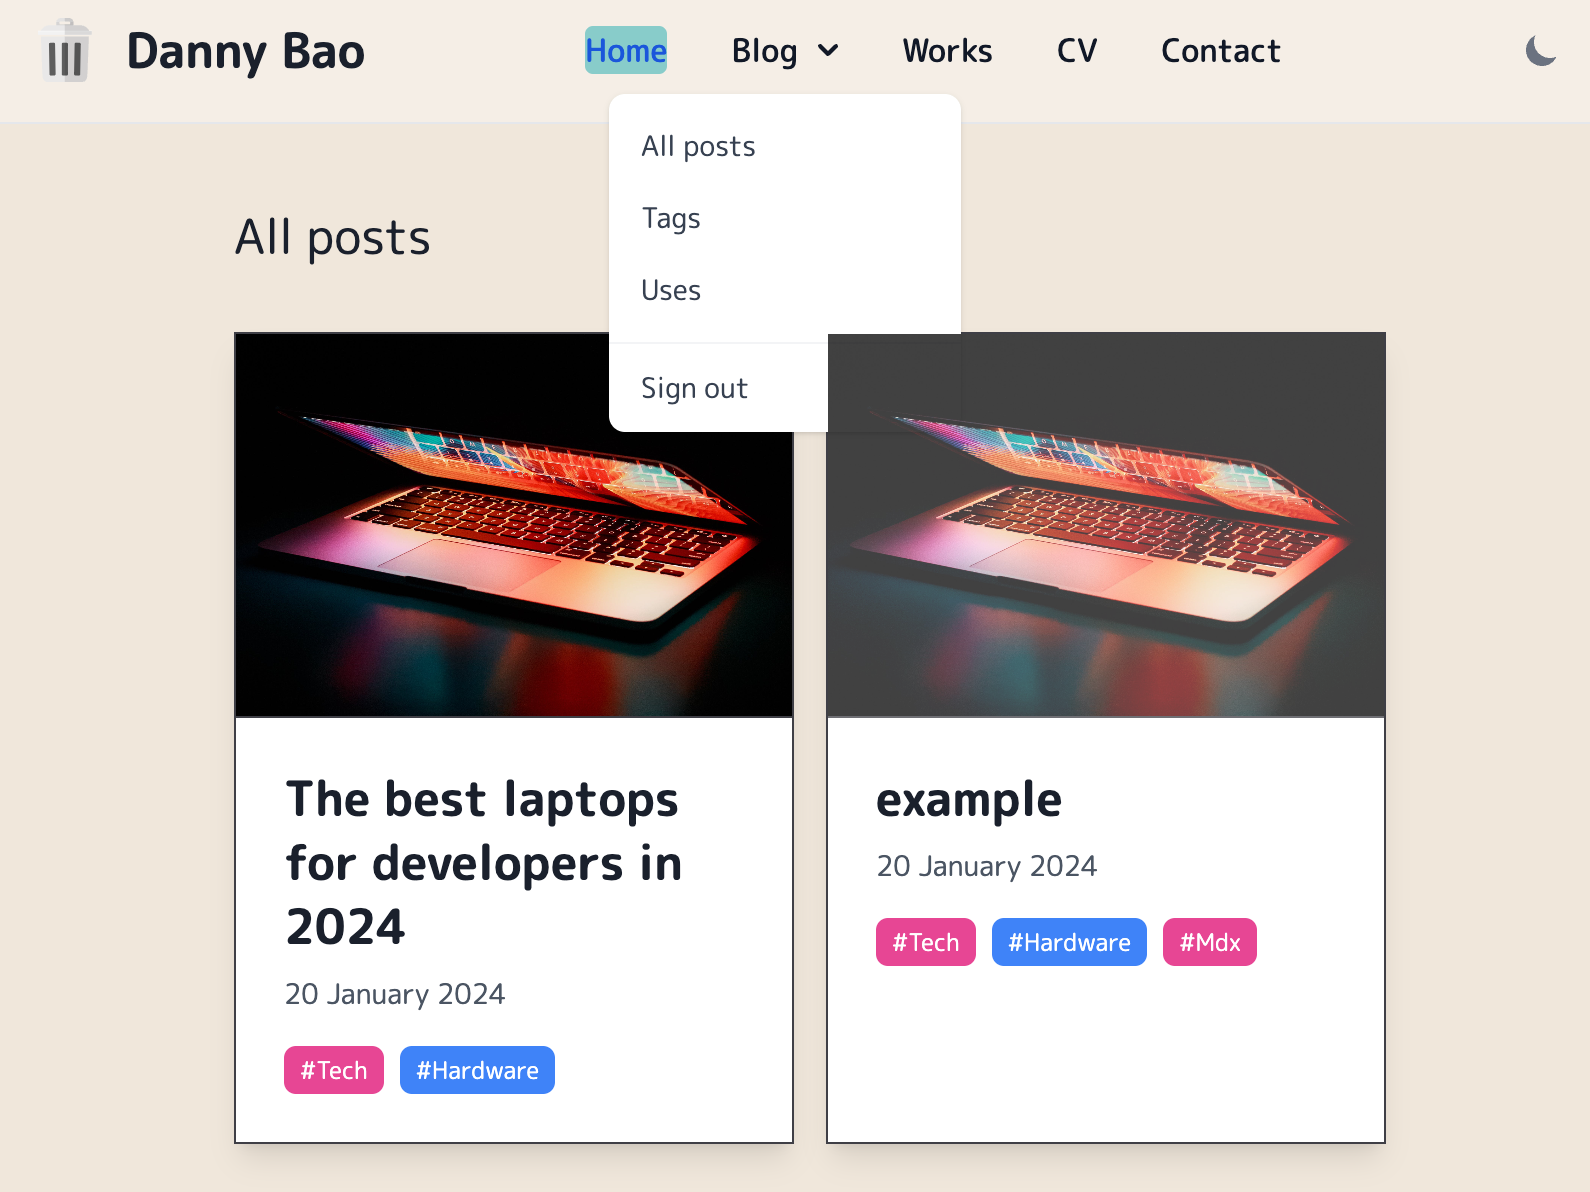 Danny Bao
Home
Blog
Works
CV
Contact
All posts
Tags
Uses
Sign out
All posts
The best laptops
for developers in
2024
20 January 2024
#Tech #Hardware
example
20 January 2024
#Tech #Hardware #Mdx